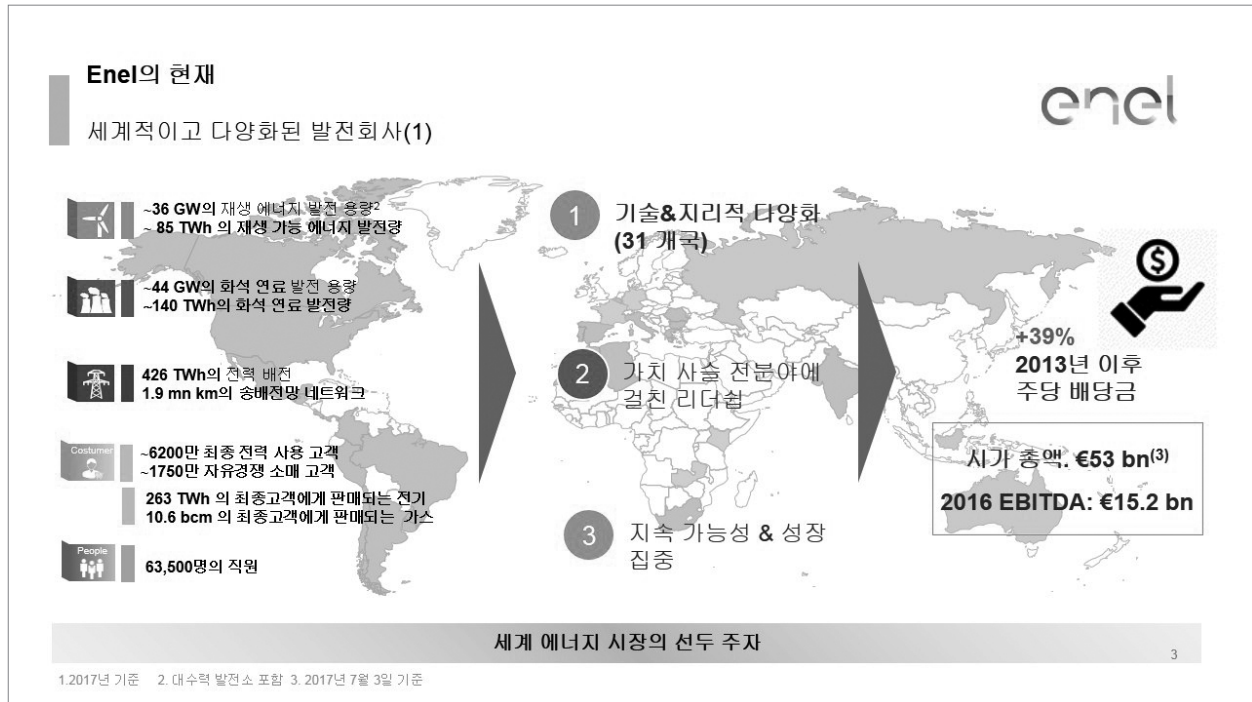 Enel의 현재
enel
세계적이고 다양화된 발전회사(1)
~36 GW의 재생 에너지 발전 용량2
~ 85 TWh 의 재생 가능 에너지 발전량
~44 GW의 화석 연료 발전 용량
~140 TWh의 화석 연료 발전량
426 TWh의 전력 배전
1.9 mn km의 송배전망 네트워크
Costumer
~6200만 최종 전력 사용 고객
~1750만 자유경쟁 소매 고객
263 TWh 의 최종고객에게 판매되는 전기
10.6 bcm 의 최종고객에게 판매되는 가스
People
63,500명의 직원
1
기술&지리적 다양화
(31 개국)
2
가치 사슬 전분야에
걸친 리더쉽
3
지속 가능성 & 성장
집중
$
+39%
2013년 이후
주당 배당금
시가 총액: €53 bn(3)
2016 EBITDA: €15.2 bn
세계 에너지 시장의 선두 주자
3
1.2017년 기준 2. 대수력 발전소 포함 3. 2017년 7월 3일 기준